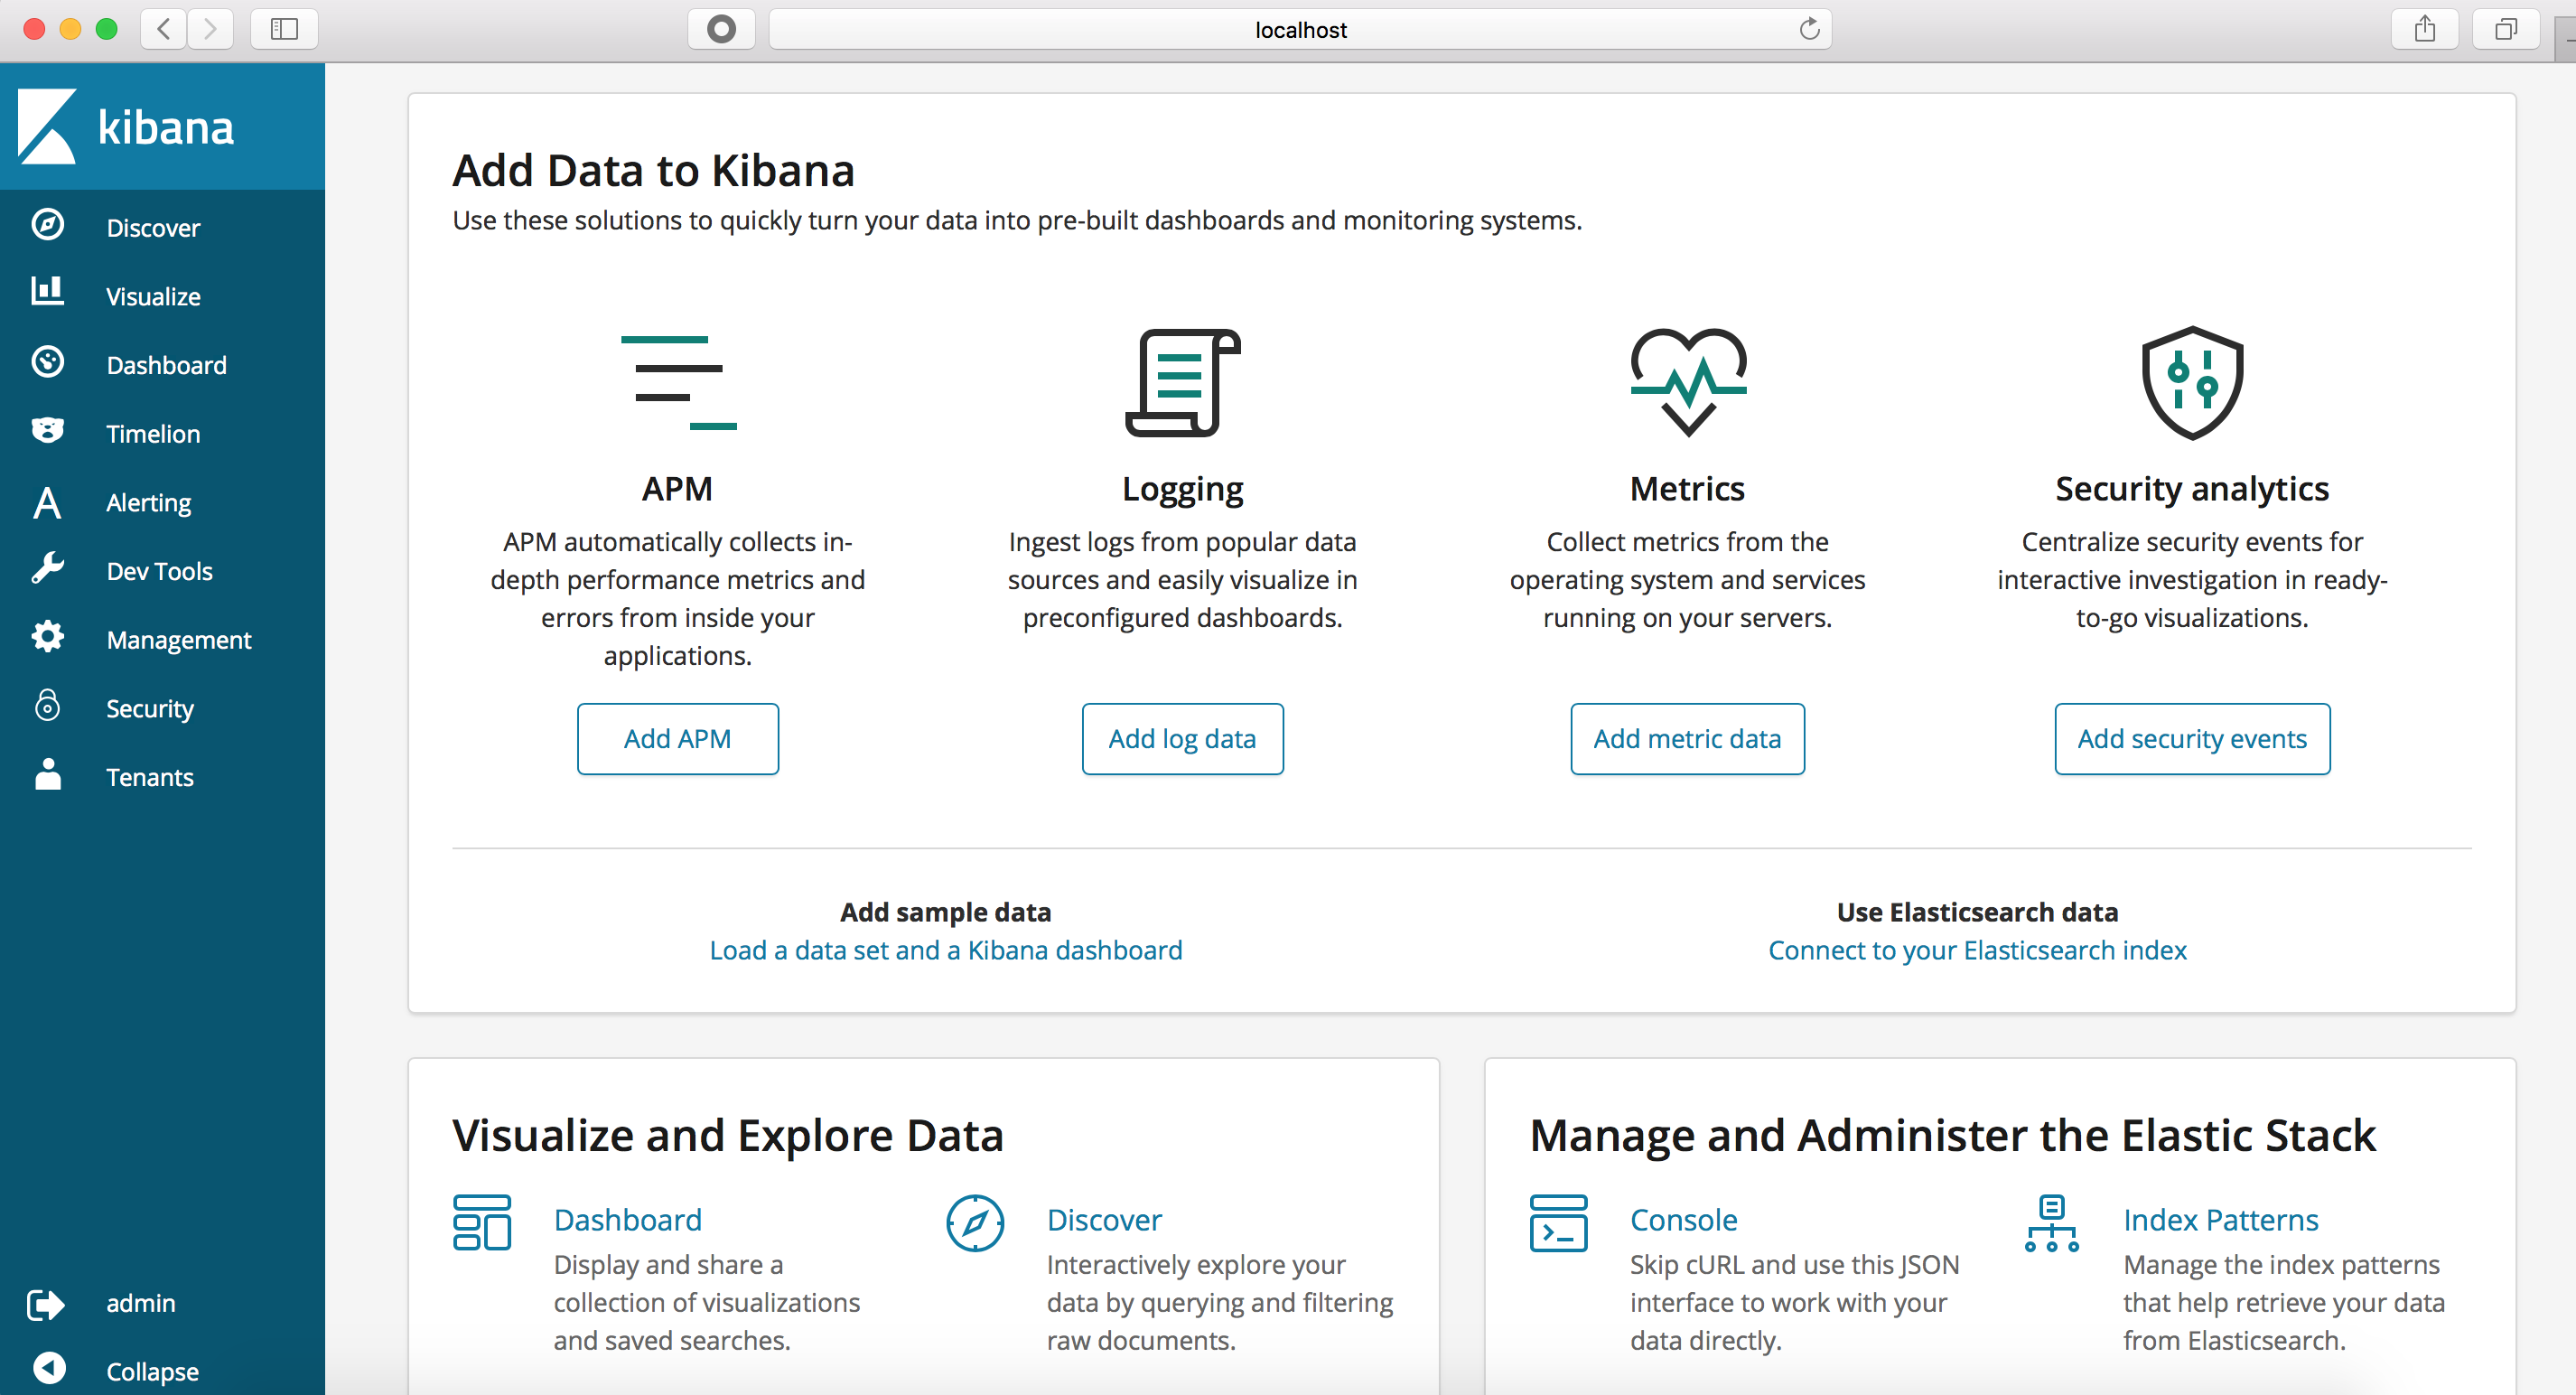 localhost
kibana
Discover
Visualize
Dashboard
Timelion
Alerting
Dev Tools
Management
Security
Tenants
admin
Collapse
Add Data to Kibana
Use these solutions to quickly turn your data into pre-built dashboards and monitoring systems.
APM
APM automatically collects in-
depth performance metrics and
errors from inside your
applications.
Add APM
Logging
Ingest logs from popular data
sources and easily visualize in
preconfigured dashboards.
Add log data
Metrics
Collect metrics from the
operating system and services
running on your servers.
Add metric data
Security analytics
Centralize security events for
interactive investigation in ready-
to-go visualizations.
Add security events
Add sample data
Load a data set and a Kibana dashboard
Use Elasticsearch data
Connect to your Elasticsearch index
Visualize and Explore Data
Dashboard
Display and share a
collection of visualizations
and saved searches.
Discover
Interactively explore your
data by querying and filtering
raw documents.
Manage and Administer the Elastic Stack
Console
Skip cURL and use this JSON
interface to work with your
data directly.
Index Patterns
Manage the index patterns
that help retrieve your data
from Elasticsearch.